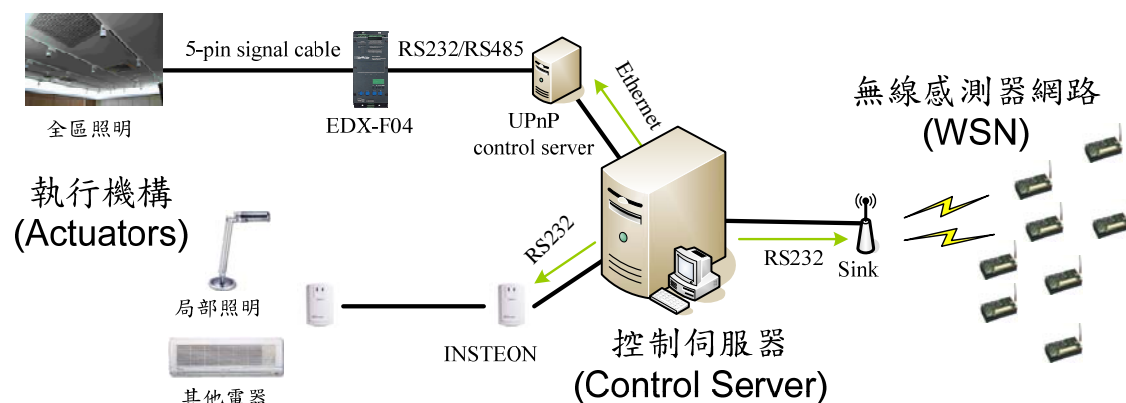 5-pin signal cable
RS232/RS485
全區照明
EDX-F04
UPnP
control server
Ethernet
無線感測器網路
(WSN)
執行機構
(Actuators)
RS232
局部照明
INSTEON
RS232
Sink
控制伺服器
(Control Server)
其他電器